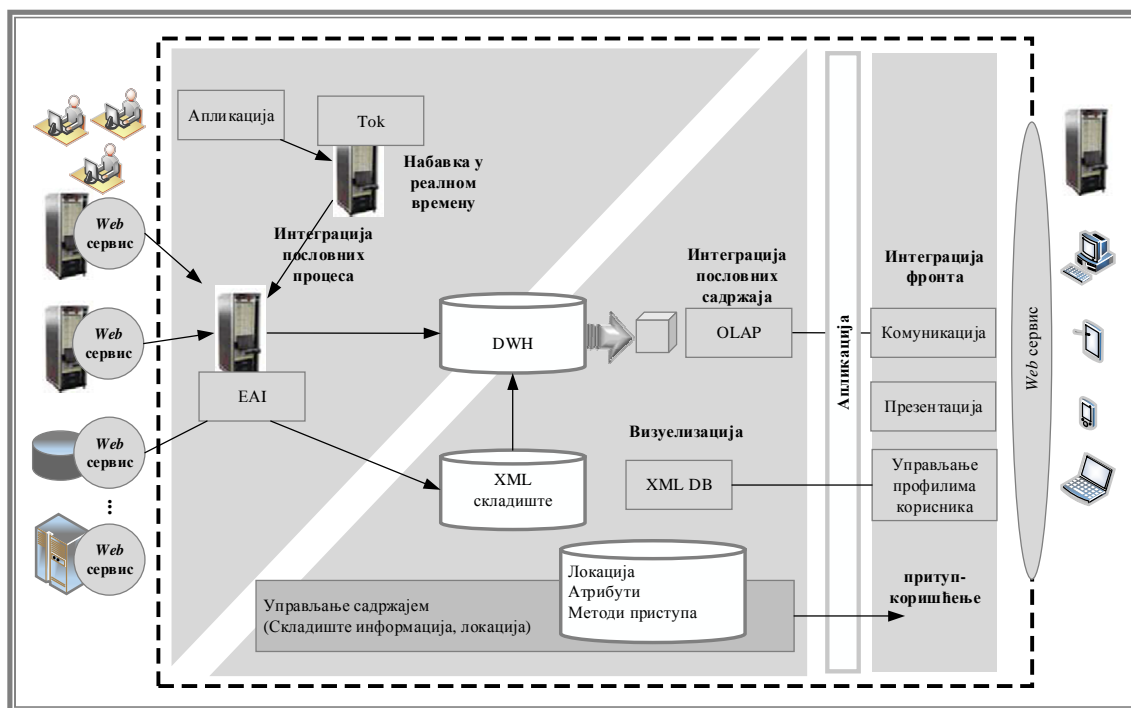 Апликација
Tok
Набавка у
реалном
времену
Web
сервис
Интеграција
пословних
процеса
Web
сервис
EAI
Web
сервис
...
Web
сервис
DWH
XML
складиште
Интеграција
пословних
садржаја
OLAP
Визуелизација
XML DB
Локација
Атрибути
Методи приступа
Управљање садржајем
(Складиште информација, локација)
Апликација
Интеграција
фронта
Комуникација
Презентација
Управљање
профилима
корисника
притуп-
коришћење
Web сервис